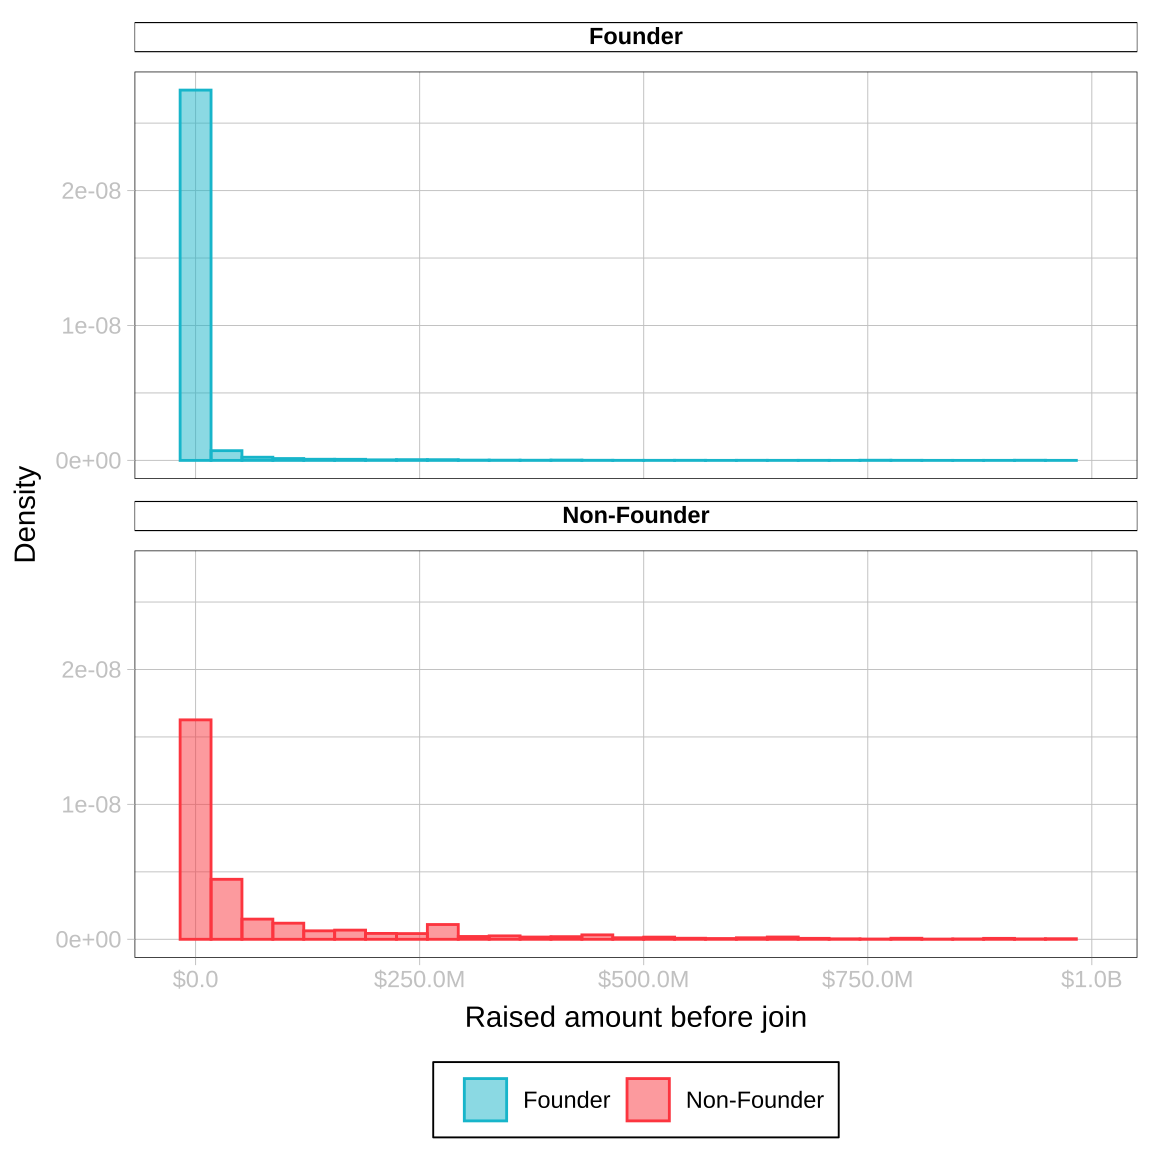 Founder
2e-08
1e-08
0e+00
Density
Non-Founder
2e-08
1e-08
0e+00
$0.0 $250.0M $500.0M $750.0M $1.0B
Raised amount before join
Founder Non-Founder